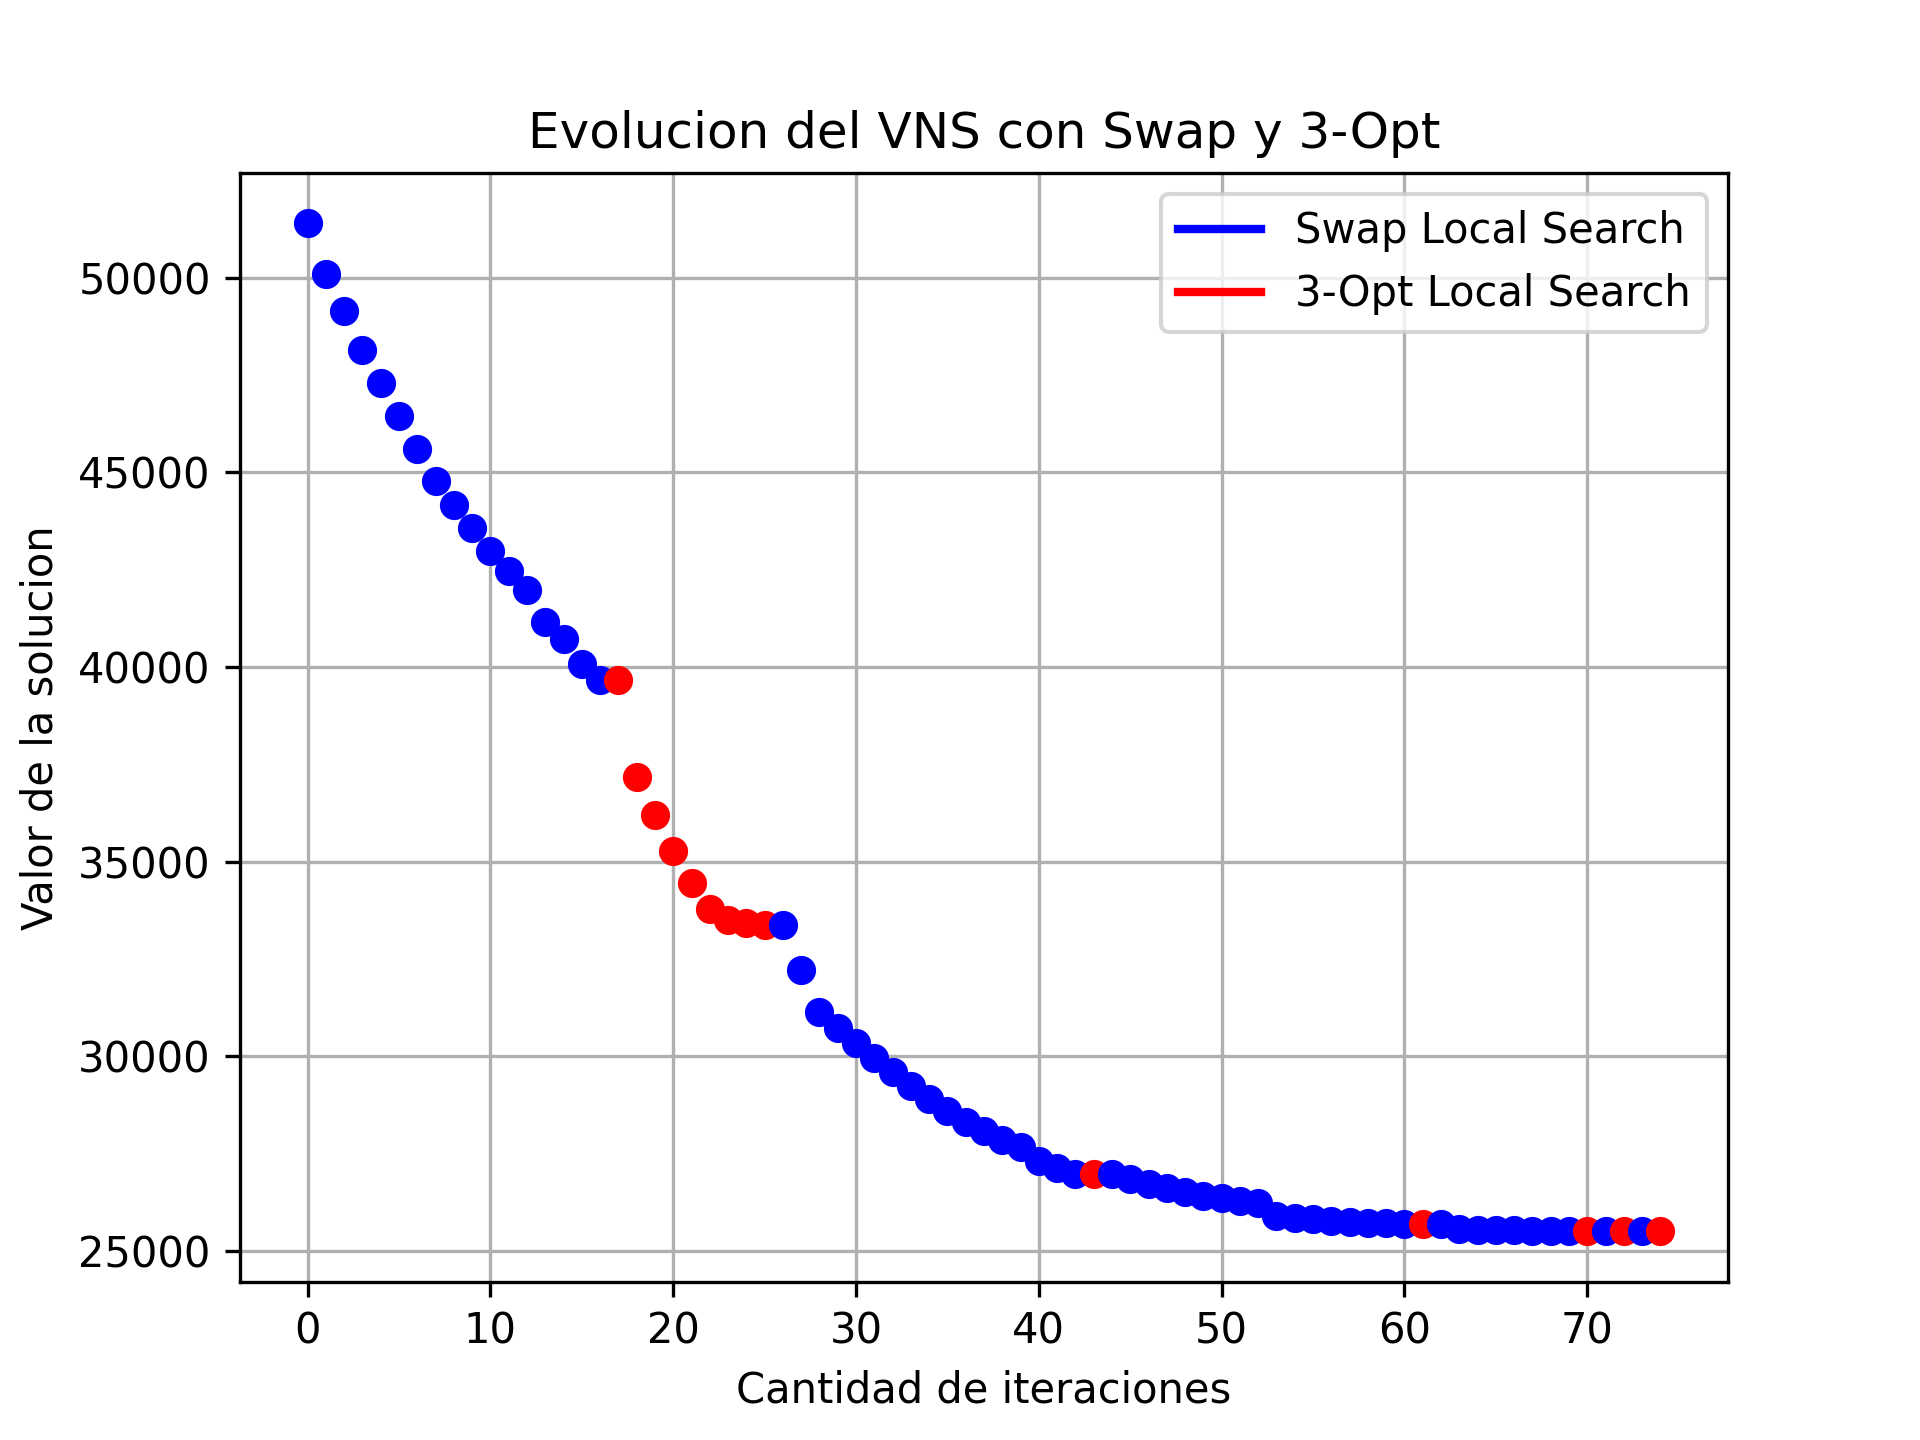 Evolucion del VNS con Swap y 3-Opt
Swap Local Search
3-Opt Local Search
Valor de la solucion
50000
45000
40000
35000
30000
25000
0 10 20 30 40 50 60 70
Cantidad de iteraciones